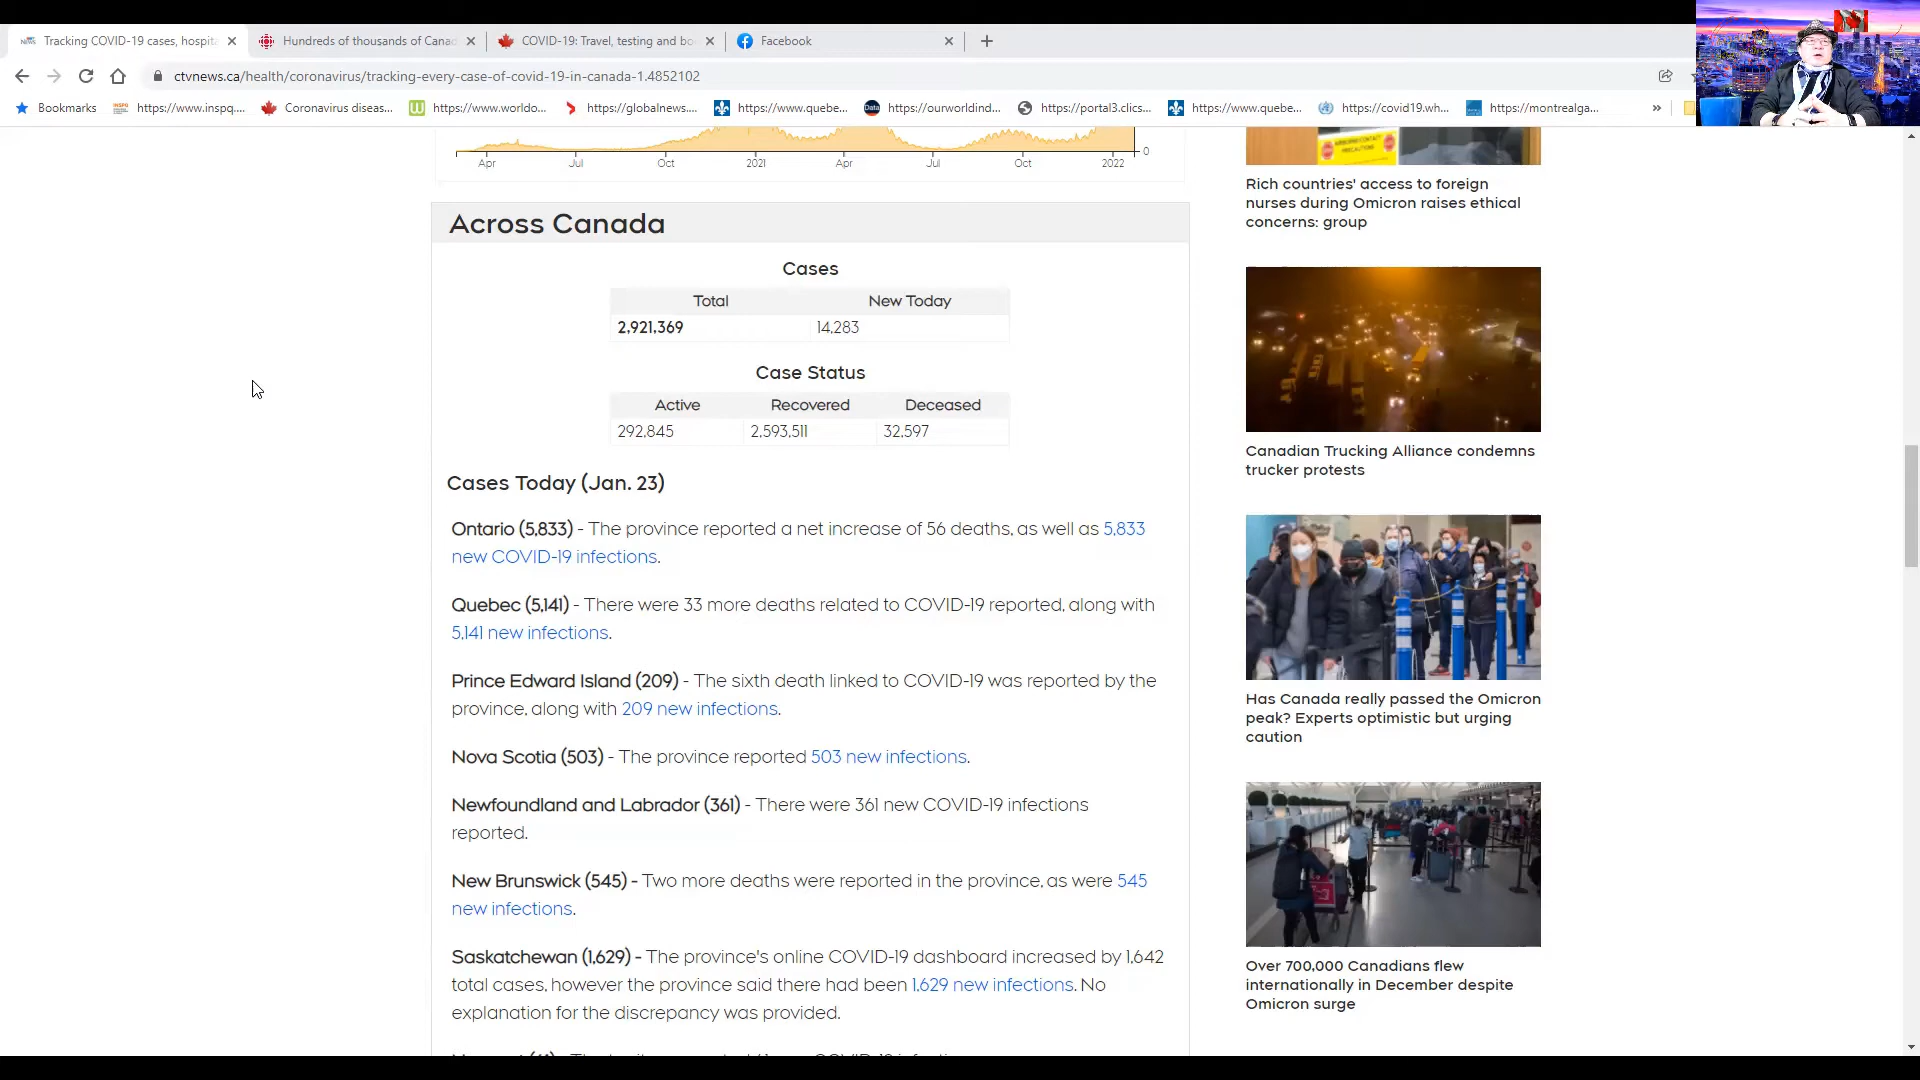 Tracking COVID-19 cases, hospita
Hundreds of thousands of Cana
COVID-19: Travel, testing and bo
Facebook
ctvnews.ca/health/coronavirus/tracking-every-case-of-covid-19-in-canada-1.4852102
Bookmarks
https://www.inspq....
Coronavirus diseas...
https://www.worldo...
https://globalnews....
https://www.quebe...
https://ourworldind...
https://portal3.clics...
https://www.quebe...
https://covid19.wh...
https://montrealga...
0
Apr Jul Oct 2021 Apr Jul Oct 2022
Across Canada
Cases
Total New Today
2,921,369 14,283
Case Status
Active Recovered Deceased
292,845 2,593,511 32,597
Cases Today (Jan. 23)
Ontario (5,833) - The province reported a net increase of 56 deaths, as well as 5,833
new COVID-19 infections.
Quebec (5,141) - There were 33 more deaths related to COVID-19 reported, along with
5,141 new infections.
Prince Edward Island (209) - The sixth death linked to COVID-19 was reported by the
province, along with 209 new infections.
Nova Scotia (503) - The province reported 503 new infections.
Newfoundland and Labrador (361) - There were 361 new COVID-19 infections
reported.
New Brunswick (545) - Two more deaths were reported in the province, as were 545
new infections.
Saskatchewan (1,629) - The province's online COVID-19 dashboard increased by 1,642
total cases, however the province said there had been 1,629 new infections. No
explanation for the discrepancy was provided.
Rich countries' access to foreign
nurses during Omicron raises ethical
concerns: group
Canadian Trucking Alliance condemns
trucker protests
Has Canada really passed the Omicron
peak? Experts optimistic but urging
caution
Over 700,000 Canadians flew
internationally in December despite
Omicron surge